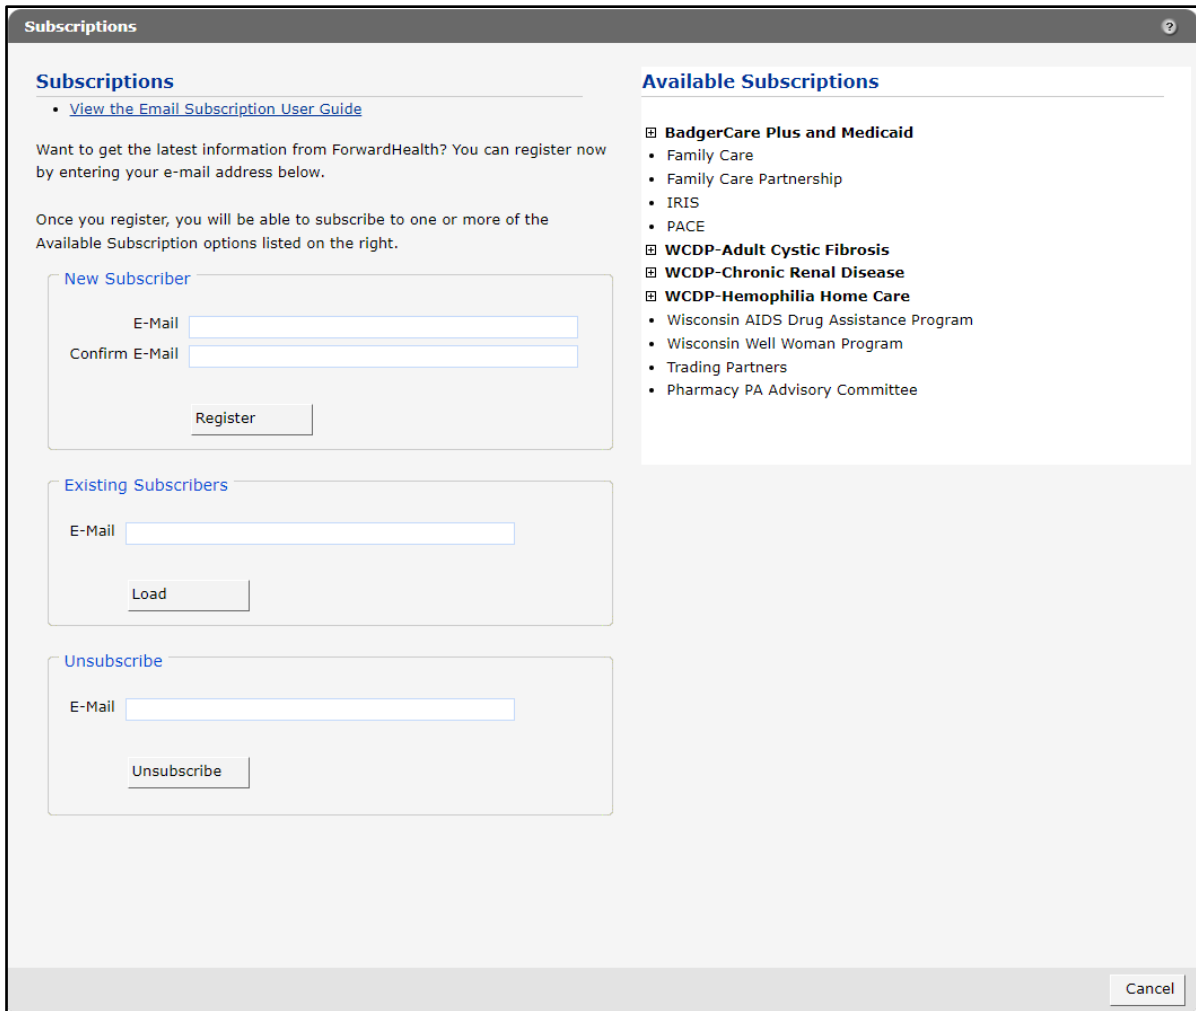 Subscriptions
?
Subscriptions
• View the Email Subscription User Guide
Want to get the latest information from ForwardHealth? You can register now
by entering your e-mail address below.
Once you register, you will be able to subscribe to one or more of the
Available Subscription options listed on the right.
New Subscriber
E-Mail
Confirm E-Mail
Register
Existing Subscribers
E-Mail
Load
Unsubscribe
E-Mail
Unsubscribe
Available Subscriptions
BadgerCare Plus and Medicaid
• Family Care
• Family Care Partnership
• IRIS
• PACE
WCDP-Adult Cystic Fibrosis
WCDP-Chronic Renal Disease
WCDP-Hemophilia Home Care
• Wisconsin AIDS Drug Assistance Program
• Wisconsin Well Woman Program
• Trading Partners
• Pharmacy PA Advisory Committee
Cancel